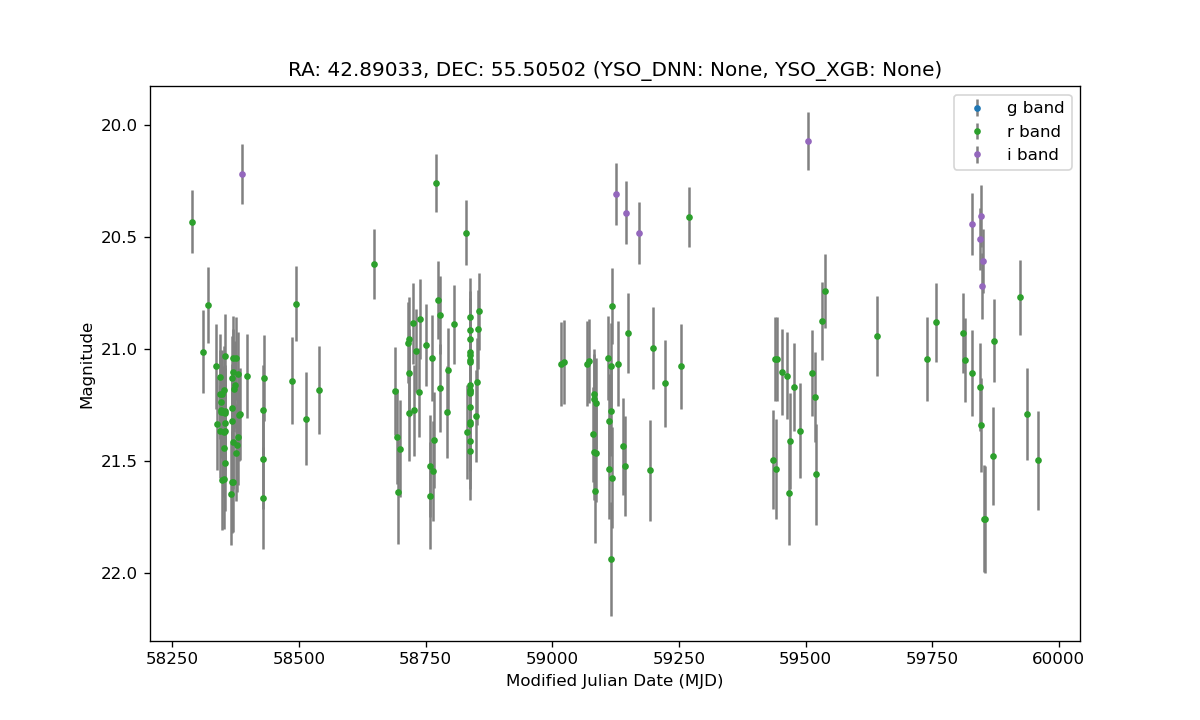 RA: 42.89033, DEC: 55.50502 (YSO_DNN: None, YSO_XGB: None)
g band
r band
i band
20.0
20.5
21.0
21.5
22.0
Magnitude
58250 58500 58750 59000 59250 59500 59750 60000
Modified Julian Date (MJD)